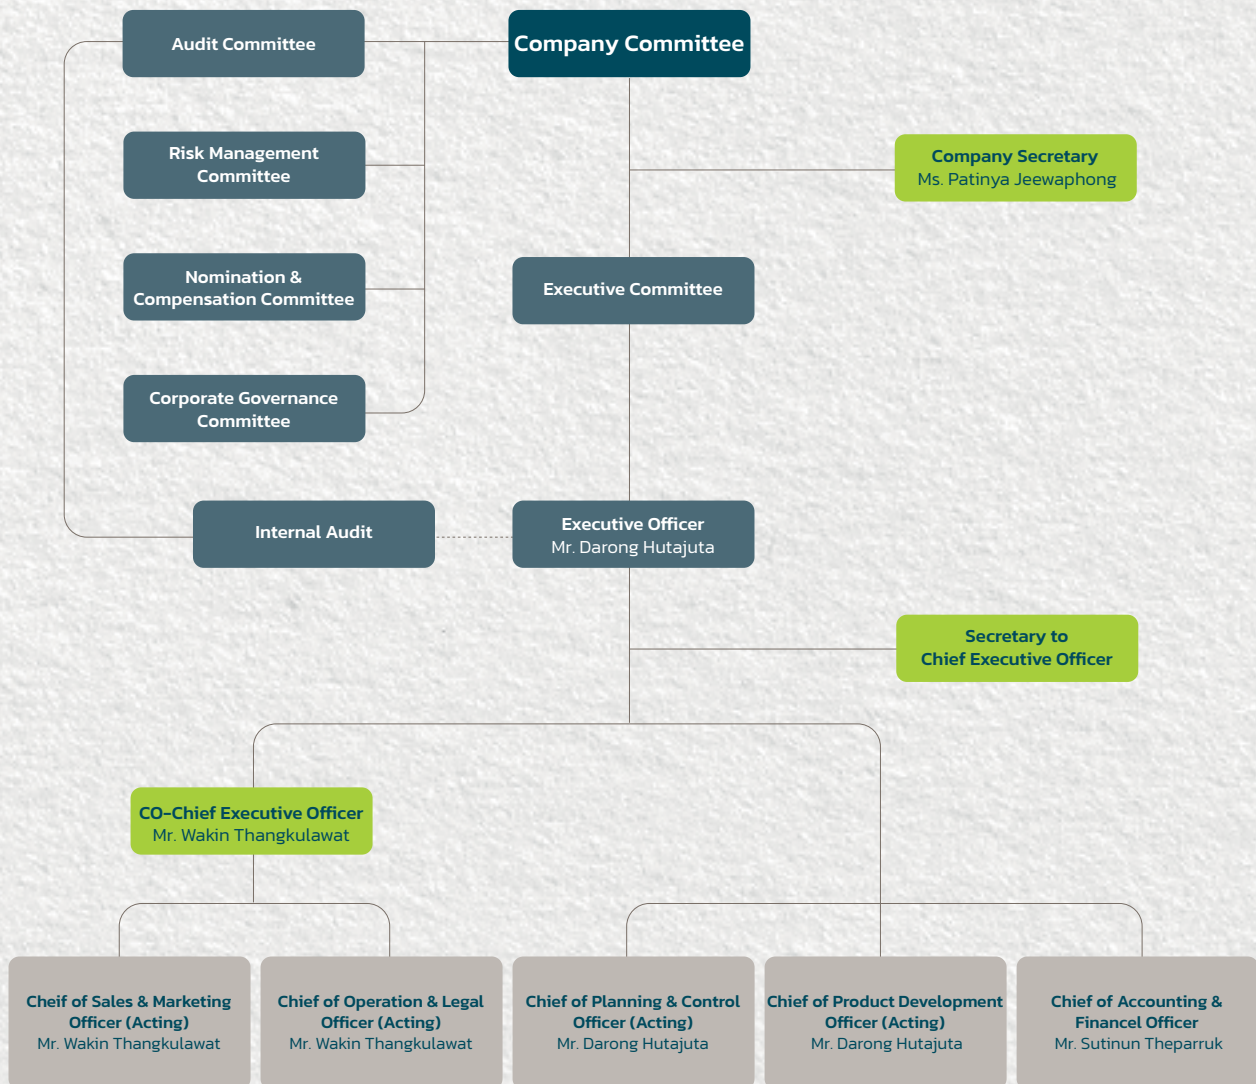 Audit Committee
Company Committee
Risk Management
Committee
Company Secretary
Ms. Patinya Jeewaphong
Nomination &
Compensation Committee
Executive Committee
Corporate Governance
Committee
Internal Audit
Executive Officer
Mr. Darong Hutajuta
Secretary to
Chief Executive Officer
CO-Chief Executive Officer
Mr. Wakin Thangkulawat
Cheif of Sales & Marketing
Officer (Acting)
Mr. Wakin Thangkulawat
Chief of Operation & Legal
Officer (Acting)
Mr. Wakin Thangkulawat
Chief of Planning & Control
Officer (Acting)
Mr. Darong Hutajuta
Chief of Product Development
Officer (Acting)
Mr. Darong Hutajuta
Chief of Accounting &
Financel Officer
Mr. Sutinun Theparruk